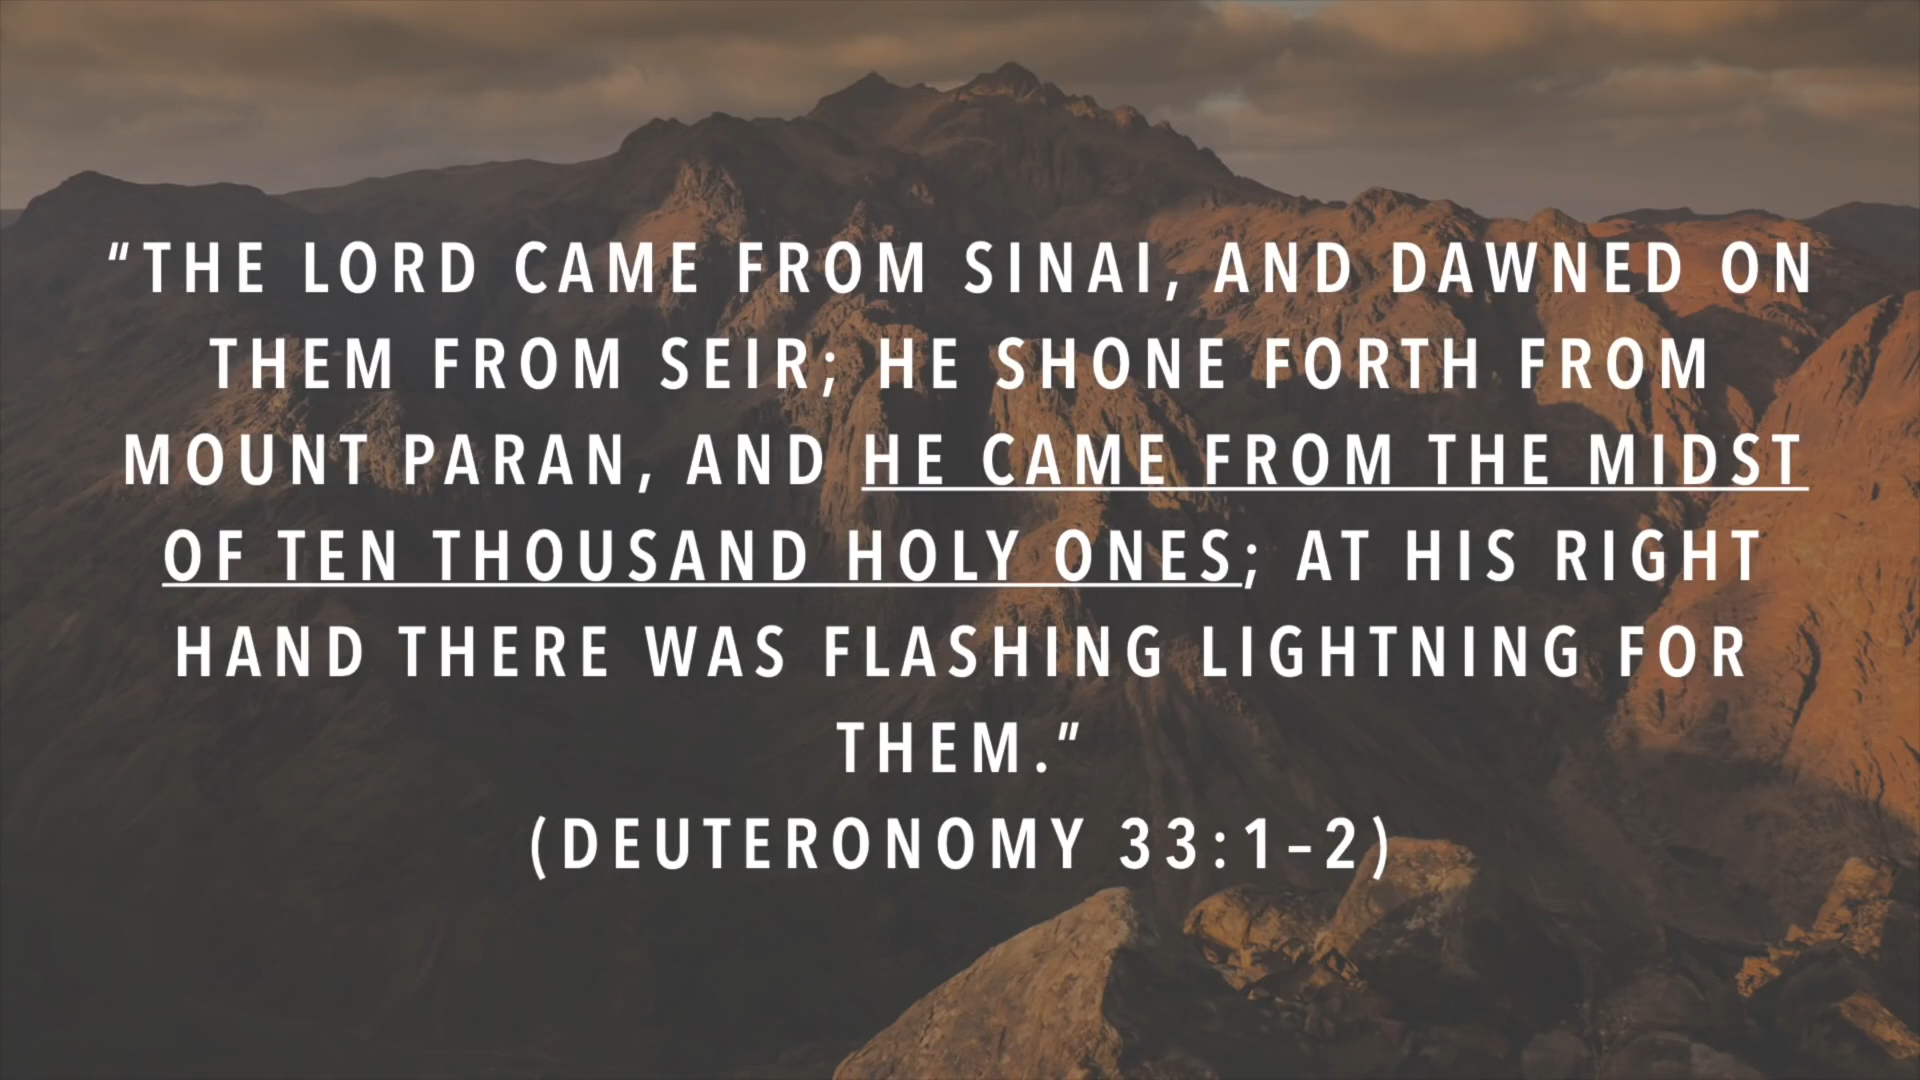 “THE LORD CAME FROM SINAI, AND DAWNED ON
THEM FROM SEIR; HE SHONE FORTH FROM
MOUNT PARAN, AND HE CAME FROM THE MIDST
OF TEN THOUSAND HOLY ONES; AT HIS RIGHT
HAND THERE WAS FLASHING LIGHTNING FOR
THEM.”
(DEUTERONOMY 33:1–2)